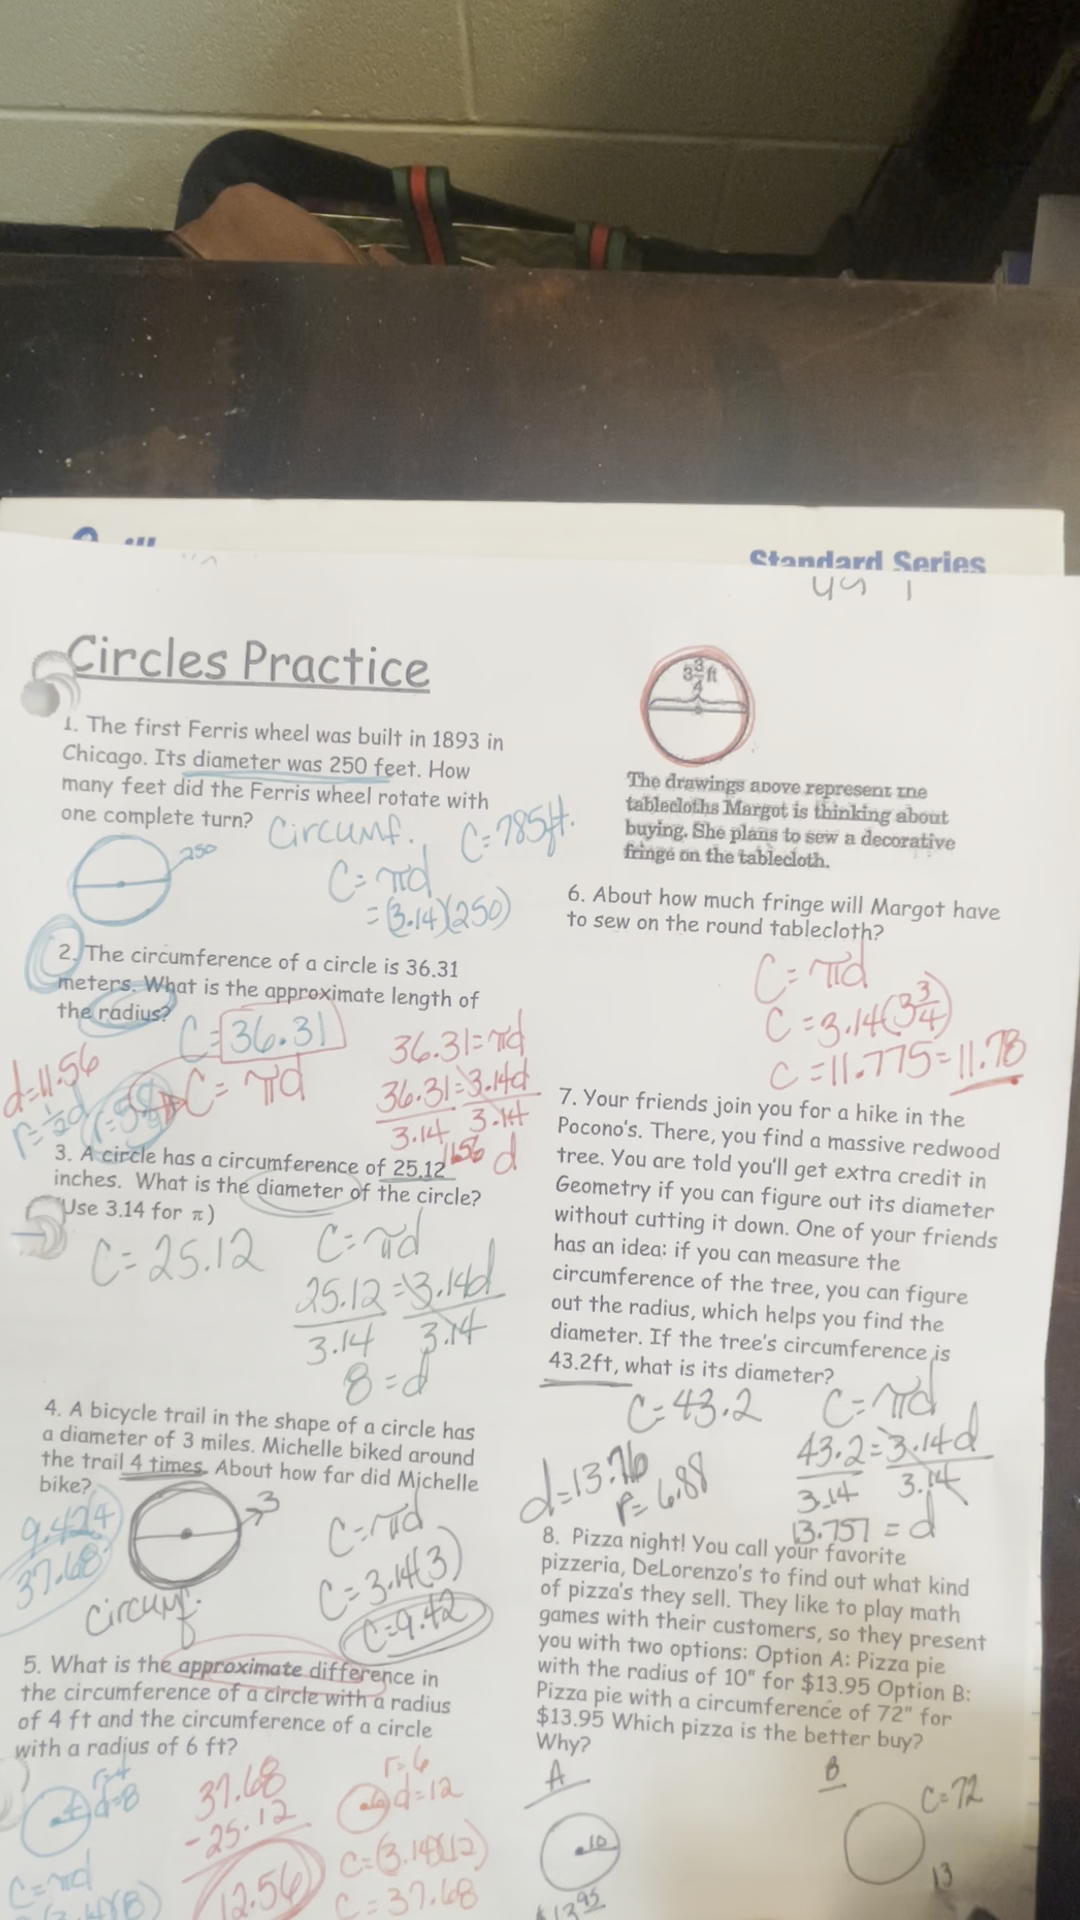 Standard Series
Circles Practice
1. The first Ferris wheel was built in 1893 in
Chicago. Its diameter was 250 feet. How
many feet did the Ferris wheel rotate with
one complete turn?
Circumf.
C=785ft.
250
C=πd
=(3.14)(250)
2. The circumference of a circle is 36.31
meters. What is the approximate length of
the radius?
C=36.31
36.31=πd
d=11.56
C=πd
36.31=3.14d
3.14 3.14
r=½d
11.56 d
3. A circle has a circumference of 25.12
inches. What is the diameter of the circle?
(Use 3.14 for π)
C=25.12
C=πd
25.12=3.14d
3.14 3.14
8=d
4. A bicycle trail in the shape of a circle has
a diameter of 3 miles. Michelle biked around
the trail 4 times. About how far did Michelle
bike?
3
9.42×4
37.68
C=πd
C=3.14(3)
C=9.42
Circumf.
5. What is the approximate difference in
the circumference of a circle with a radius
of 4 ft and the circumference of a circle
with a radius of 6 ft?
r=4
d=8
C=πd
37.68
-25.12
12.56
r=6
d=12
C=(3.14)(12)
C=37.68
3 3/4 ft
The drawings above represent the
tablecloths Margot is thinking about
buying. She plans to sew a decorative
fringe on the tablecloth.
6. About how much fringe will Margot have
to sew on the round tablecloth?
C=πd
C=3.14(3 3/4)
C=11.775=11.78
7. Your friends join you for a hike in the
Pocono's. There, you find a massive redwood
tree. You are told you'll get extra credit in
Geometry if you can figure out its diameter
without cutting it down. One of your friends
has an idea: if you can measure the
circumference of the tree, you can figure
out the radius, which helps you find the
diameter. If the tree's circumference is
43.2ft, what is its diameter?
C=43.2
C=πd
43.2=3.14d
3.14 3.14
13.757=d
d=13.76
r=6.88
8. Pizza night! You call your favorite
pizzeria, DeLorenzo's to find out what kind
of pizza's they sell. They like to play math
games with their customers, so they present
you with two options: Option A: Pizza pie
with the radius of 10" for $13.95 Option B:
Pizza pie with a circumference of 72" for
$13.95 Which pizza is the better buy?
Why?
A
B
10
C=72
$13.95
13